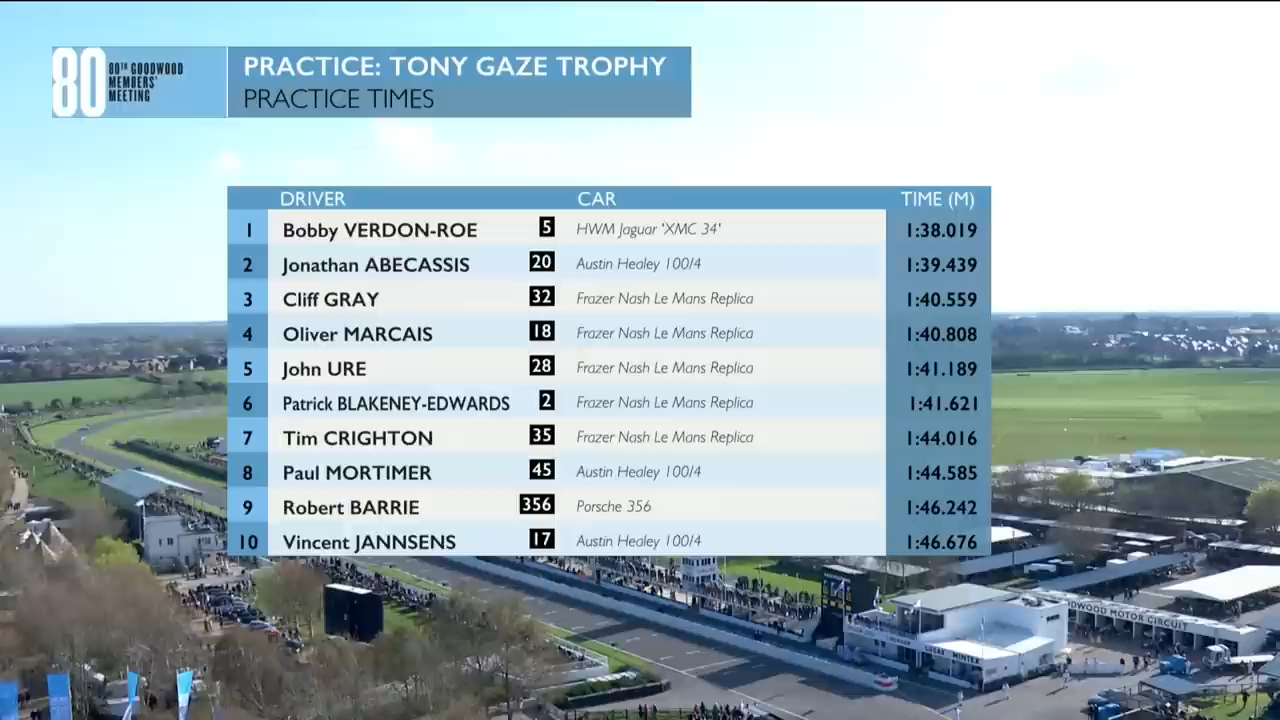 80 80TH GOODWOOD
MEMBERS'
MEETING
PRACTICE: TONY GAZE TROPHY
PRACTICE TIMES
DRIVER CAR TIME (M)
1 Bobby VERDON-ROE 5 HWM Jaguar 'XMC 34' 1:38.019
2 Jonathan ABECASSIS 20 Austin Healey 100/4 1:39.439
3 Cliff GRAY 32 Frazer Nash Le Mans Replica 1:40.559
4 Oliver MARCAIS 18 Frazer Nash Le Mans Replica 1:40.808
5 John URE 28 Frazer Nash Le Mans Replica 1:41.189
6 Patrick BLAKENEY-EDWARDS 2 Frazer Nash Le Mans Replica 1:41.621
7 Tim CRIGHTON 35 Frazer Nash Le Mans Replica 1:44.016
8 Paul MORTIMER 45 Austin Healey 100/4 1:44.585
9 Robert BARRIE 356 Porsche 356 1:46.242
10 Vincent JANNSENS 17 Austin Healey 100/4 1:46.676
MOTOR CIRCUIT
LUCAS